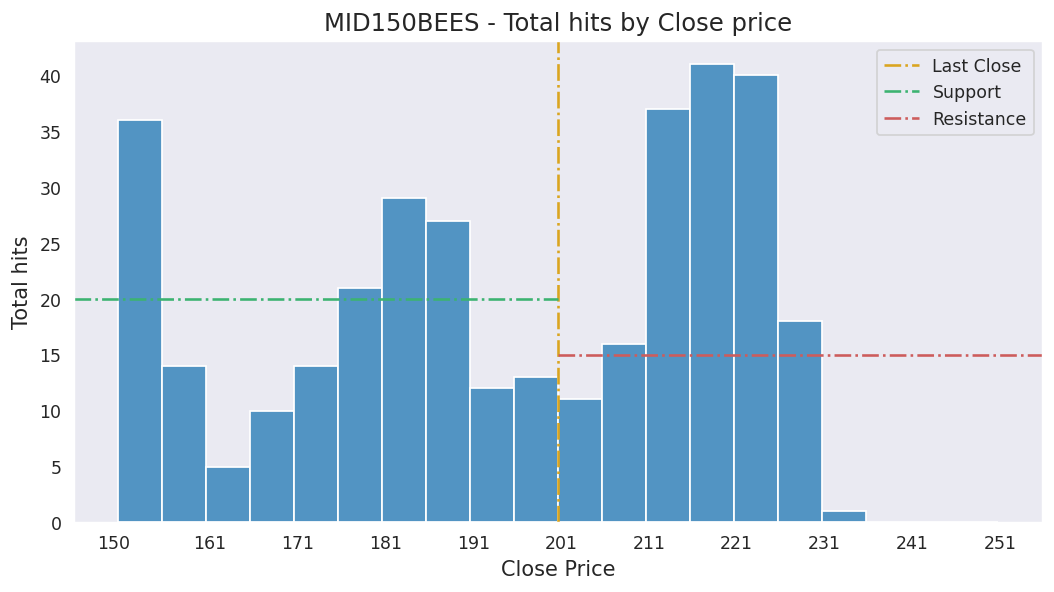 MID150BEES - Total hits by Close price
Last Close
Support
Resistance
Total hits
40
35
30
25
20
15
10
5
0
150 161 171 181 191 201 211 221 231 241 251
Close Price